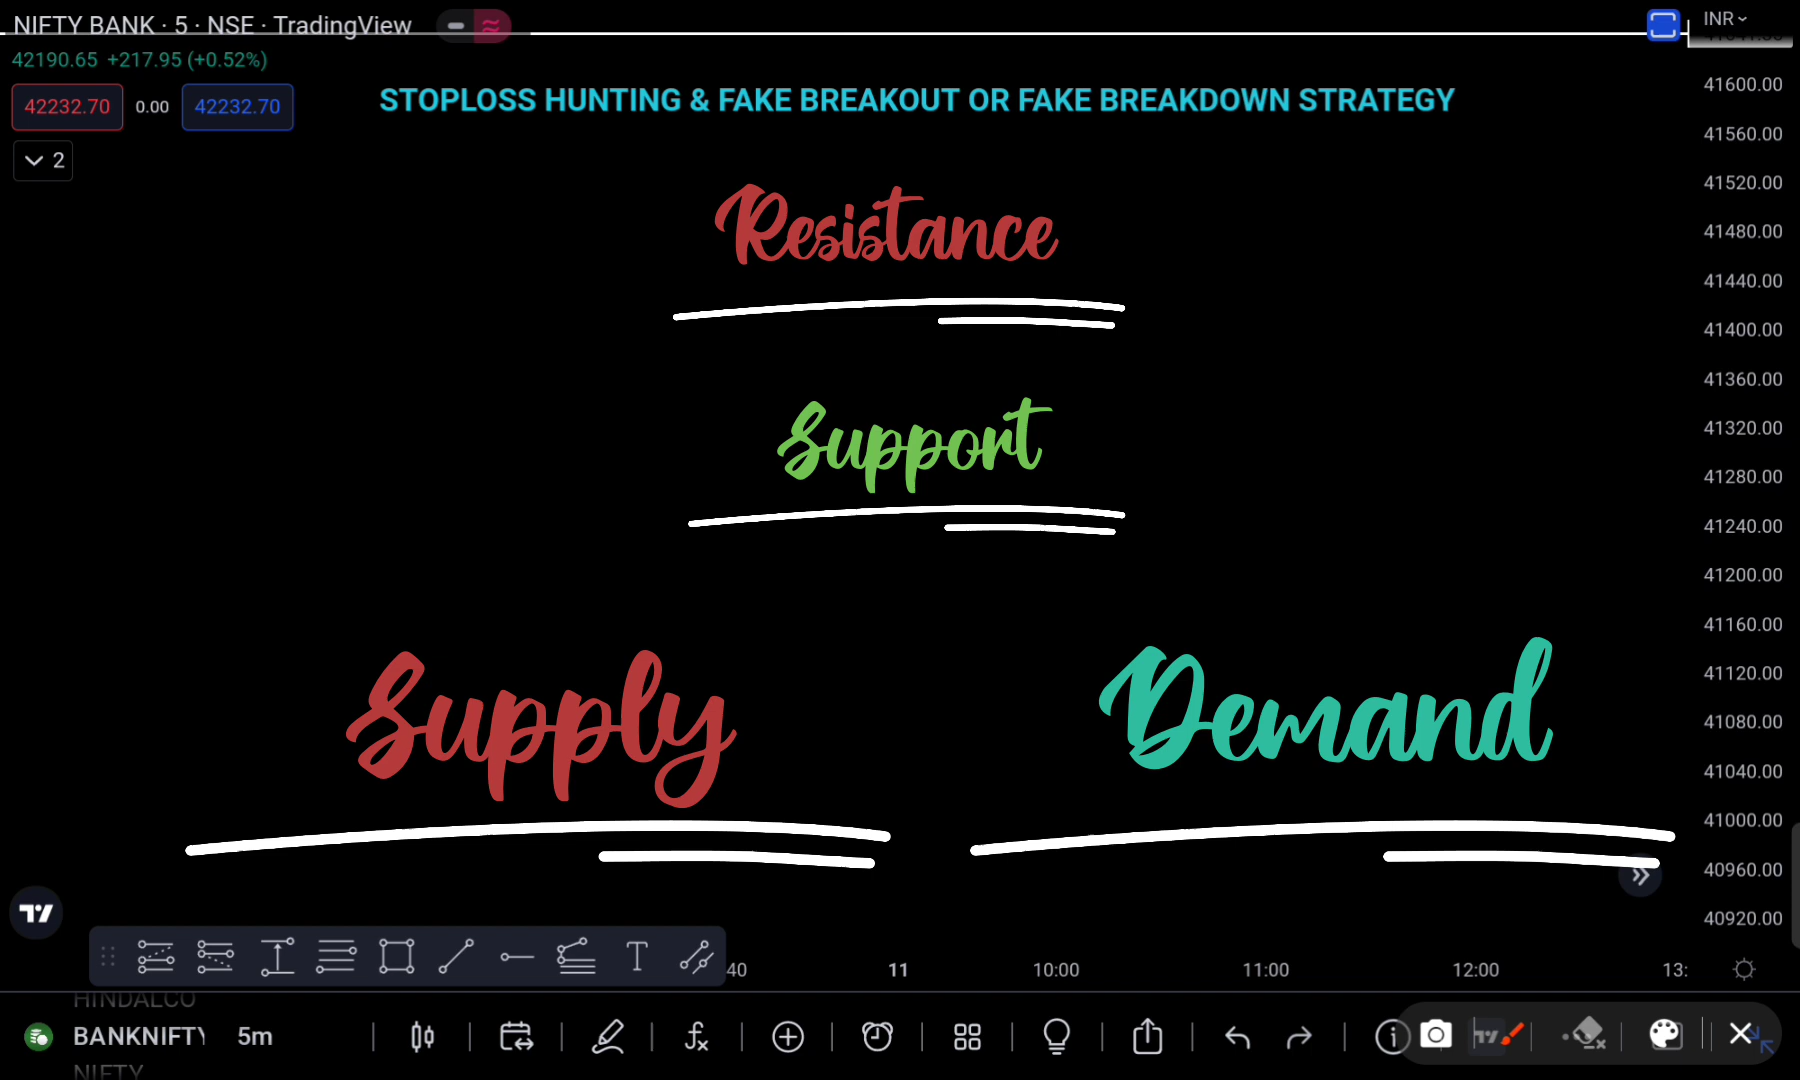 NIFTY BANK · 5 · NSE · TradingView
INR
42190.65 +217.95 (+0.52%)
42232.70 0.00 42232.70
2
STOPLOSS HUNTING & FAKE BREAKOUT OR FAKE BREAKDOWN STRATEGY
Resistance
Support
Supply
Demand
41600.00
41560.00
41520.00
41480.00
41440.00
41400.00
41360.00
41320.00
41280.00
41240.00
41200.00
41160.00
41120.00
41080.00
41040.00
41000.00
40960.00
40920.00
40 11 10:00 11:00 12:00 13:
HINDALCO
BANKNIFTY 5m
NIFTY